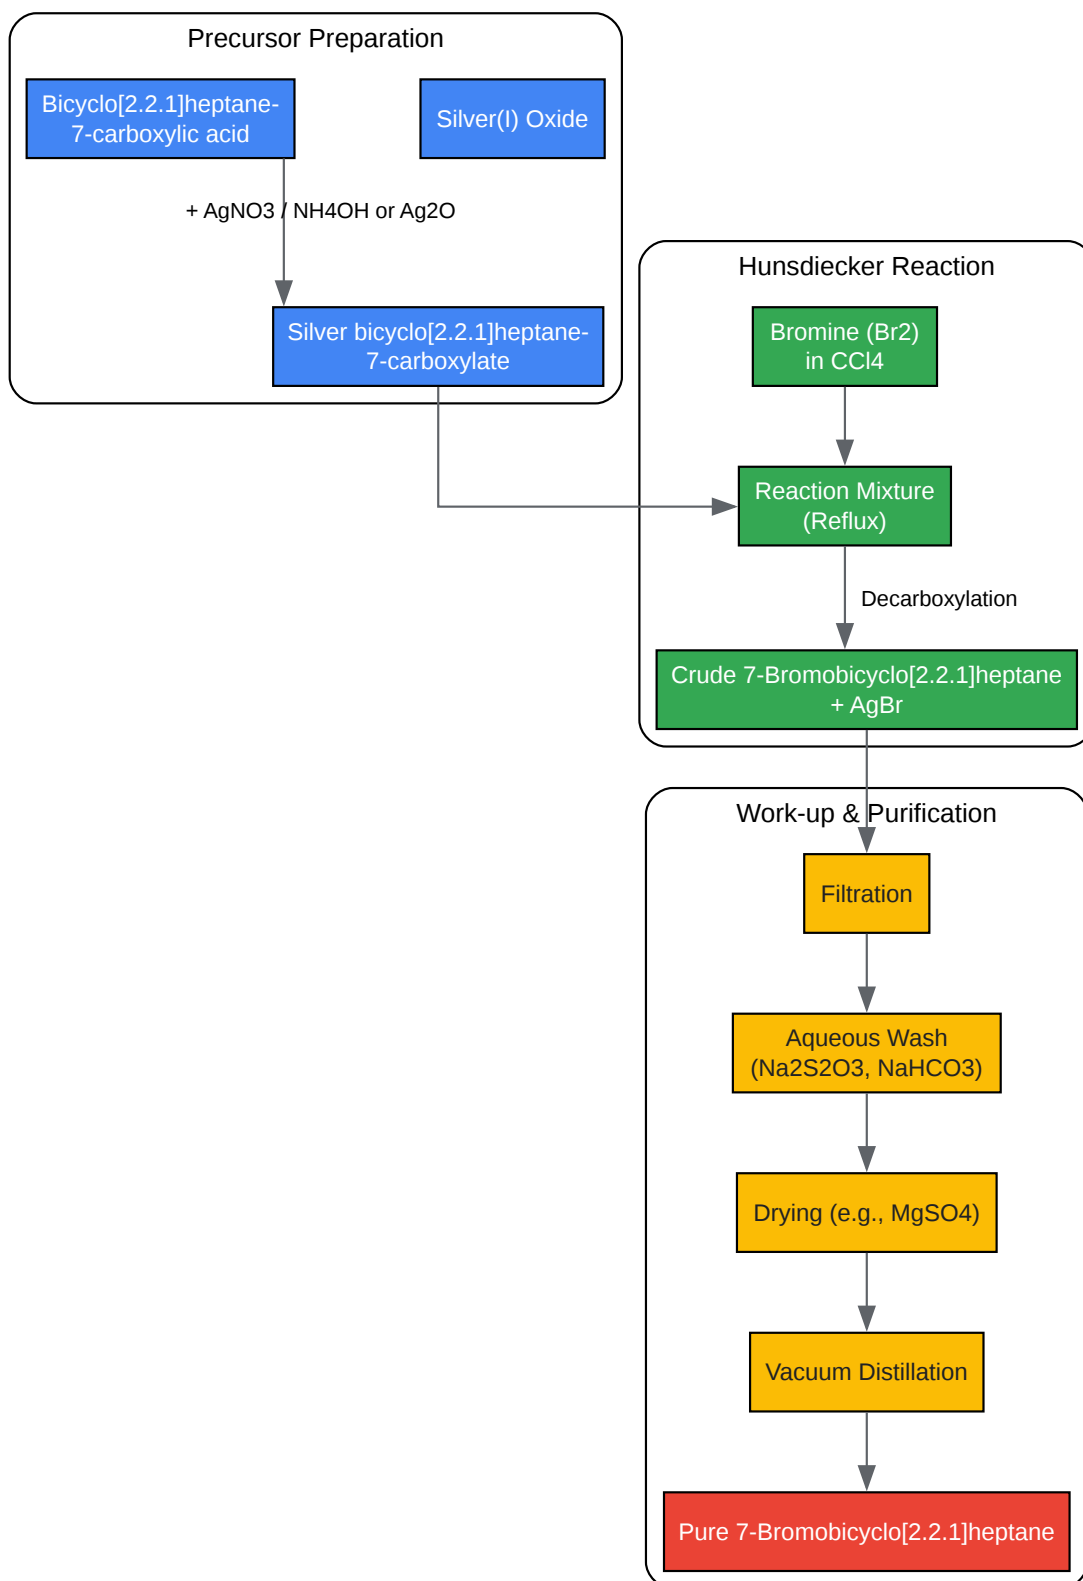 Precursor Preparation
Bicyclo[2.2.1]heptane-
7-carboxylic acid
Silver(I) Oxide
+ AgNO3 / NH4OH or Ag2O
Silver bicyclo[2.2.1]heptane-
7-carboxylate
Hunsdiecker Reaction
Bromine (Br2)
in CCl4
Reaction Mixture
(Reflux)
Decarboxylation
Crude 7-Bromobicyclo[2.2.1]heptane
+ AgBr
Work-up & Purification
Filtration
Aqueous Wash
(Na2S2O3, NaHCO3)
Drying (e.g., MgSO4)
Vacuum Distillation
Pure 7-Bromobicyclo[2.2.1]heptane